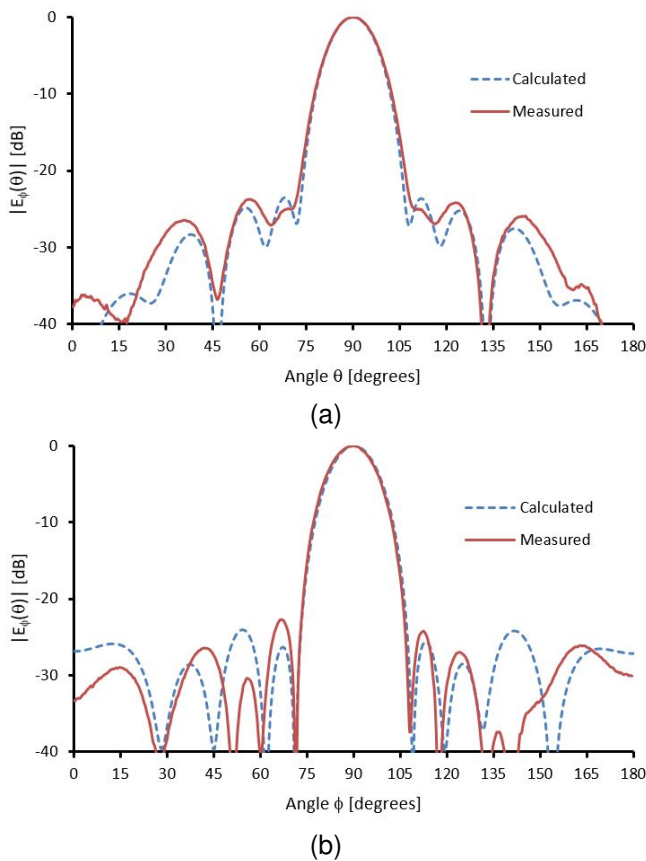 0
-10
-20
-30
-40
|Eϕ(θ)| [dB]
Calculated
Measured
0 15 30 45 60 75 90 105 120 135 150 165 180
Angle θ [degrees]
(a)
0
-10
-20
-30
-40
|Eϕ(θ)| [dB]
Calculated
Measured
0 15 30 45 60 75 90 105 120 135 150 165 180
Angle ϕ [degrees]
(b)